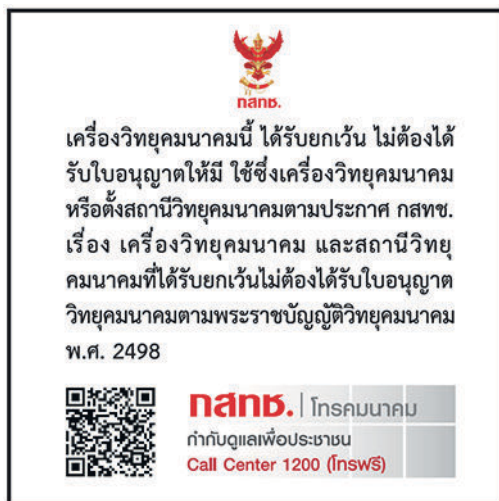 กสทช.
เครื่องวิทยุคมนาคมนี้ ได้รับยกเว้น ไม่ต้องได้
รับใบอนุญาตให้มี ใช้ซึ่งเครื่องวิทยุคมนาคม
หรือตั้งสถานีวิทยุคมนาคมตามประกาศ กสทช.
เรื่อง เครื่องวิทยุคมนาคม และสถานีวิทยุ
คมนาคมที่ได้รับยกเว้นไม่ต้องได้รับใบอนุญาต
วิทยุคมนาคมตามพระราชบัญญัติวิทยุคมนาคม
พ.ศ. 2498
กสทช. | โทรคมนาคม
กำกับดูแลเพื่อประชาชน
Call Center 1200 (โทรฟรี)